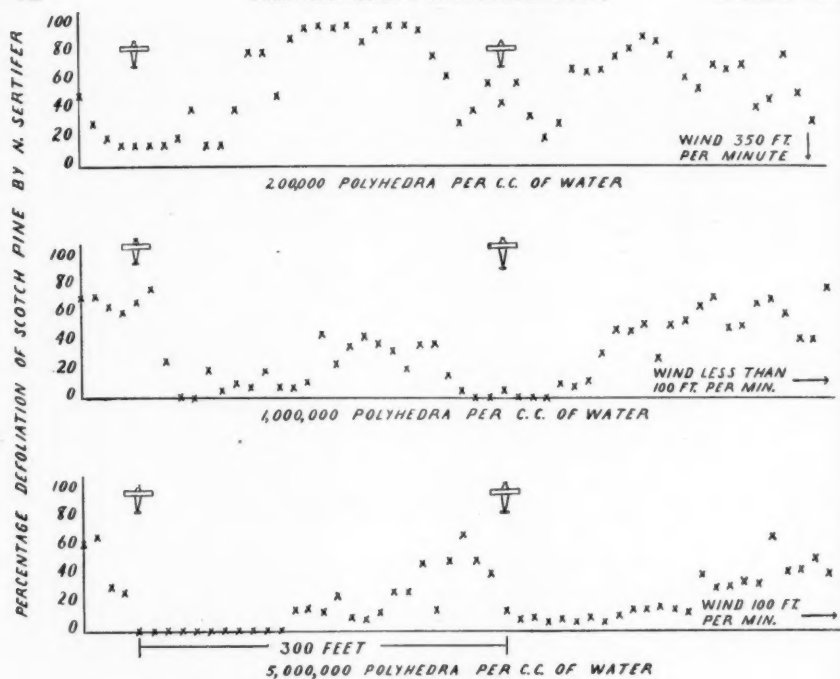 PERCENTAGE DEFOLIATION OF SCOTCH PINE BY N. SERTIFER
100
80
60
40
20
0
WIND 350 FT.
PER MINUTE
200,000 POLYHEDRA PER C.C. OF WATER
100
80
60
40
20
0
WIND LESS THAN
100 FT. PER MIN.
1,000,000 POLYHEDRA PER C.C. OF WATER
100
80
60
40
20
0
WIND 100 FT.
PER MIN.
300 FEET
5,000,000 POLYHEDRA PER C.C. OF WATER